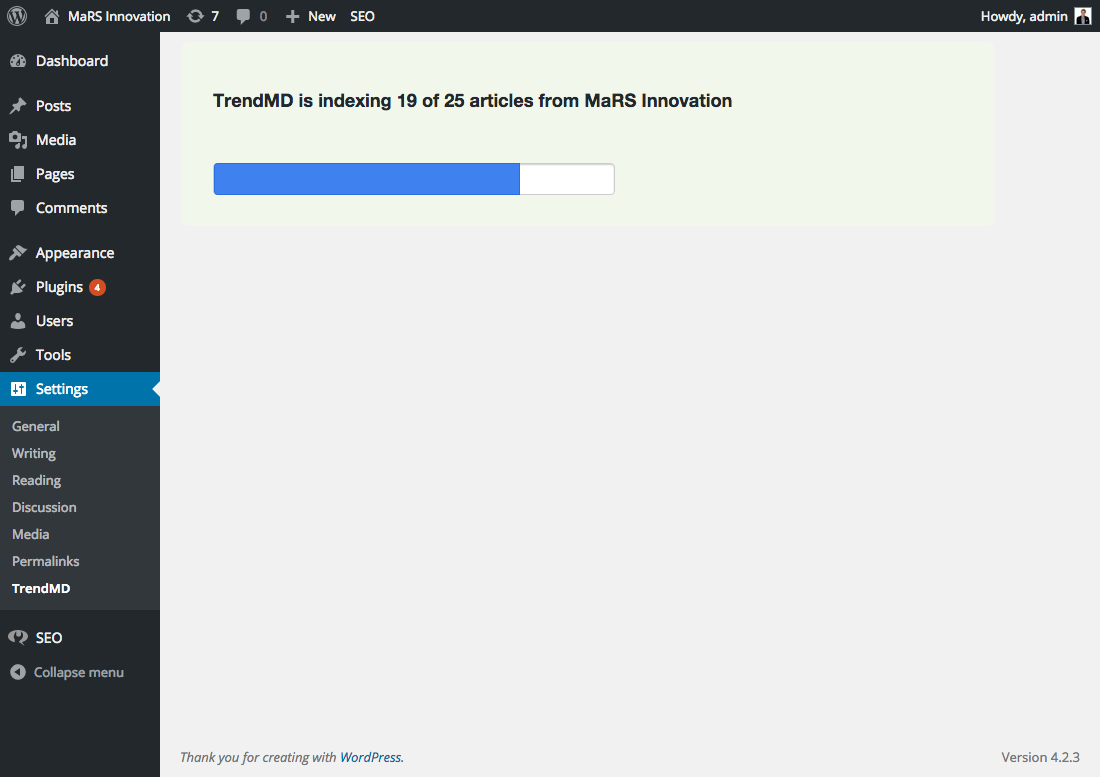 MaRS Innovation 7 0 New SEO Howdy, admin
Dashboard
Posts
Media
Pages
Comments
Appearance
Plugins 4
Users
Tools
Settings
General
Writing
Reading
Discussion
Media
Permalinks
TrendMD
SEO
Collapse menu
TrendMD is indexing 19 of 25 articles from MaRS Innovation
Thank you for creating with WordPress. Version 4.2.3